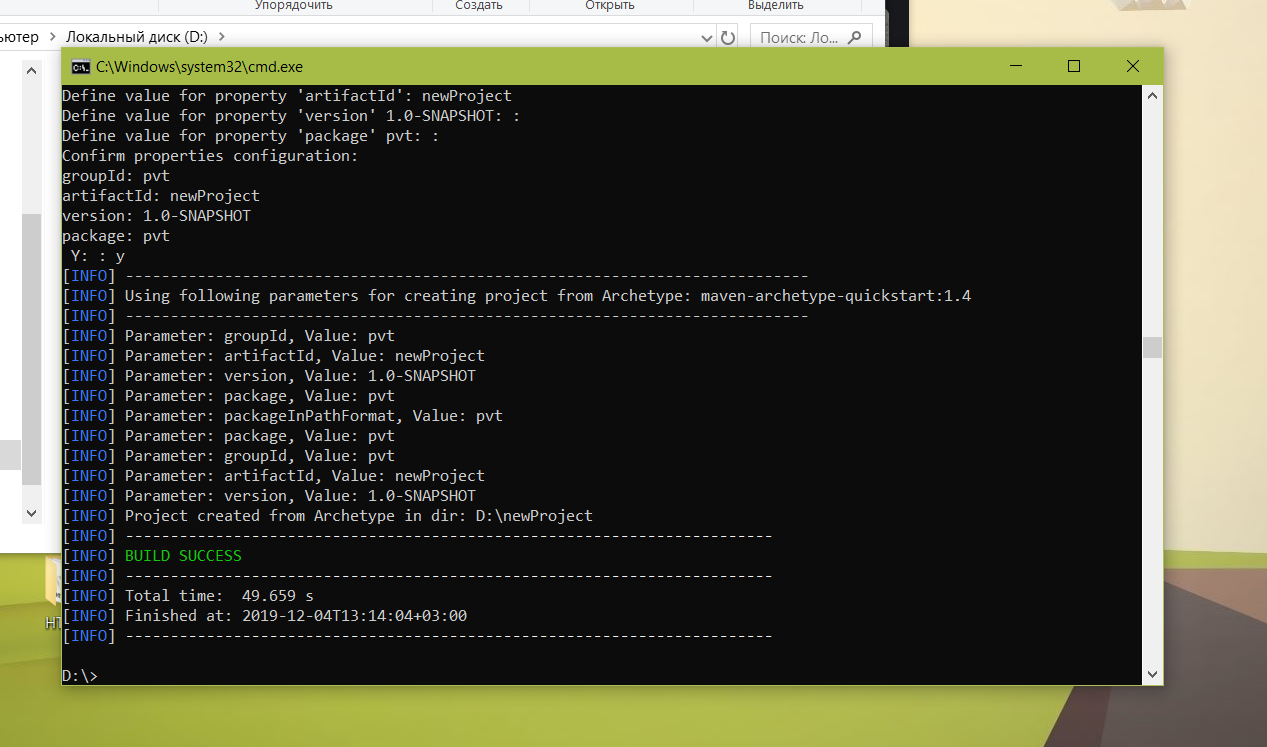 Упорядочить Создать Открыть Выделить
ьютер Локальный диск (D:) Поиск: Ло...
C:\Windows\system32\cmd.exe
Define value for property 'artifactId': newProject
Define value for property 'version' 1.0-SNAPSHOT: :
Define value for property 'package' pvt: :
Confirm properties configuration:
groupId: pvt
artifactId: newProject
version: 1.0-SNAPSHOT
package: pvt
 Y: : y
[INFO] ----------------------------------------------------------------------------
[INFO] Using following parameters for creating project from Archetype: maven-archetype-quickstart:1.4
[INFO] ----------------------------------------------------------------------------
[INFO] Parameter: groupId, Value: pvt
[INFO] Parameter: artifactId, Value: newProject
[INFO] Parameter: version, Value: 1.0-SNAPSHOT
[INFO] Parameter: package, Value: pvt
[INFO] Parameter: packageInPathFormat, Value: pvt
[INFO] Parameter: package, Value: pvt
[INFO] Parameter: groupId, Value: pvt
[INFO] Parameter: artifactId, Value: newProject
[INFO] Parameter: version, Value: 1.0-SNAPSHOT
[INFO] Project created from Archetype in dir: D:\newProject
[INFO] ------------------------------------------------------------------------
[INFO] BUILD SUCCESS
[INFO] ------------------------------------------------------------------------
[INFO] Total time:  49.659 s
[INFO] Finished at: 2019-12-04T13:14:04+03:00
[INFO] ------------------------------------------------------------------------
D:\>